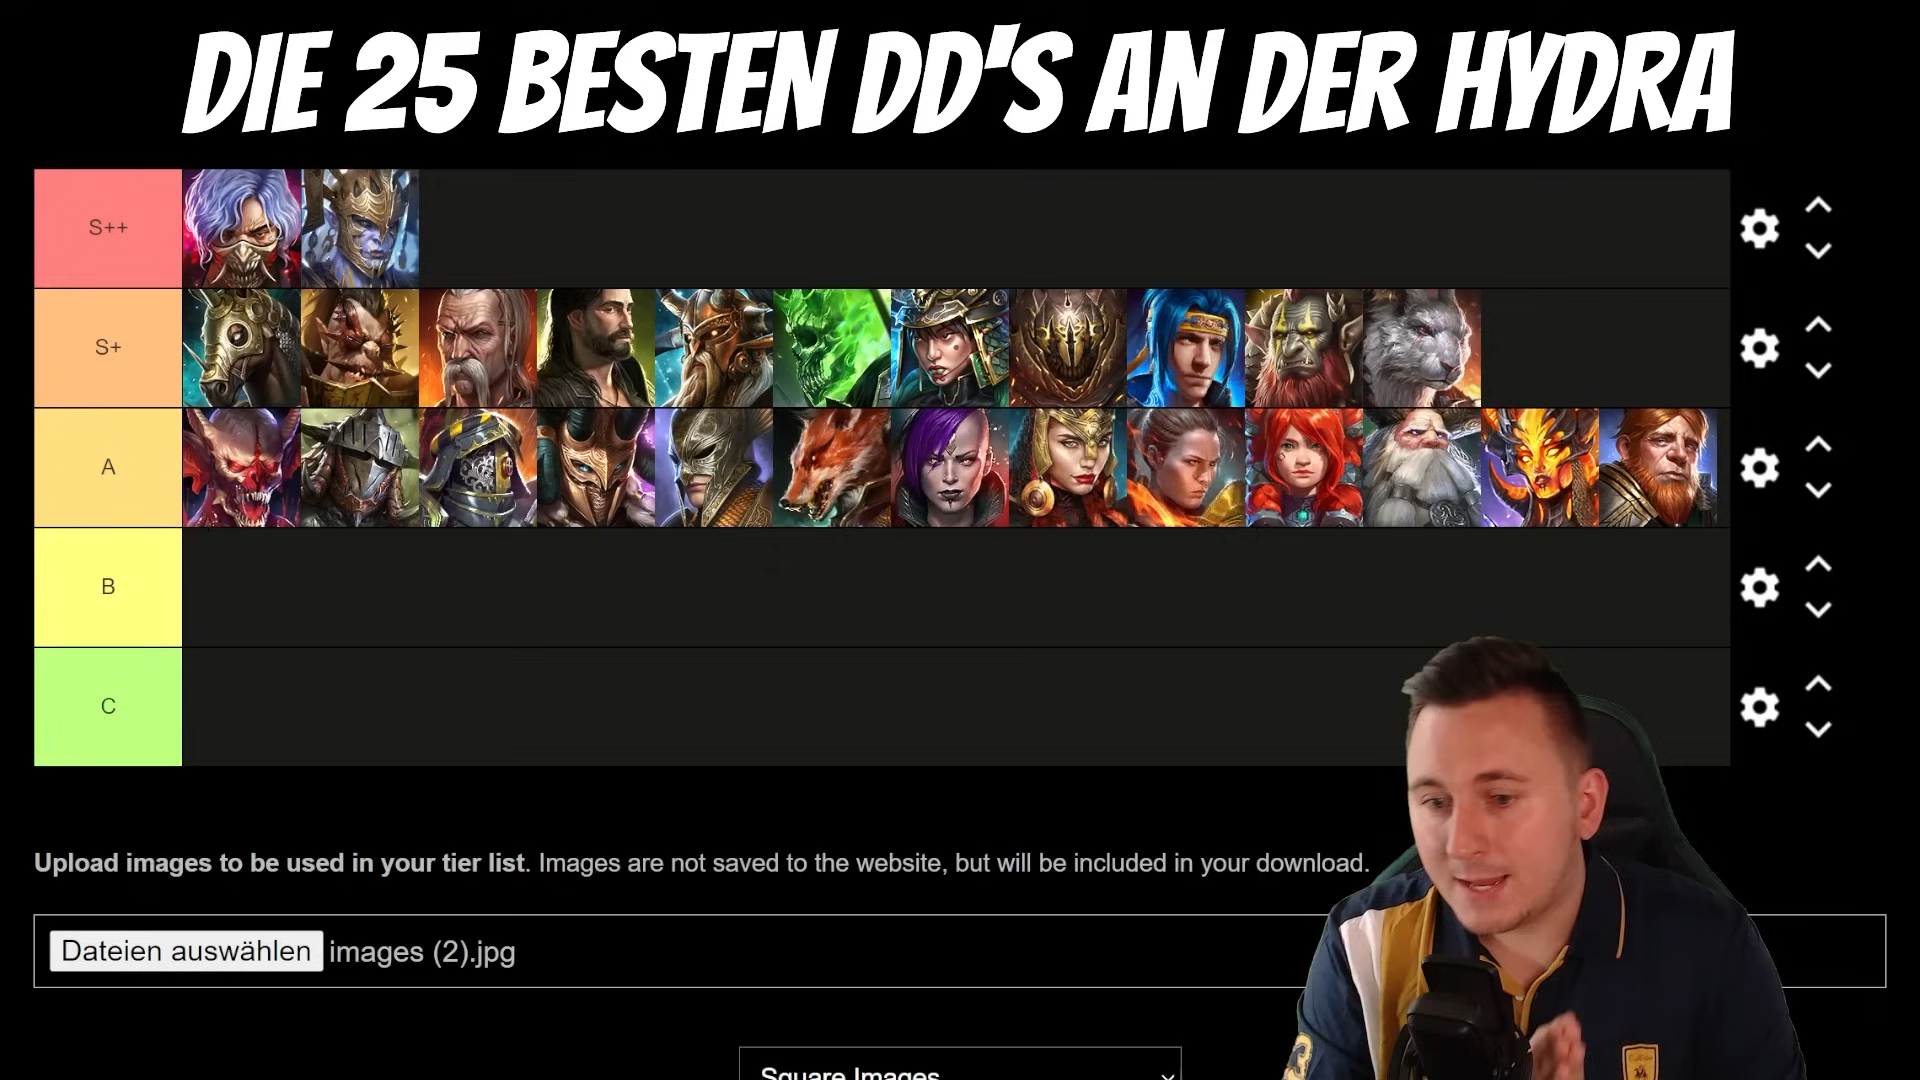 DIE 25 BESTEN DD'S AN DER HYDRA
S++
S+
A
B
C
Upload images to be used in your tier list. Images are not saved to the website, but will be included in your download.
Dateien auswählen images (2).jpg
Square Images
3